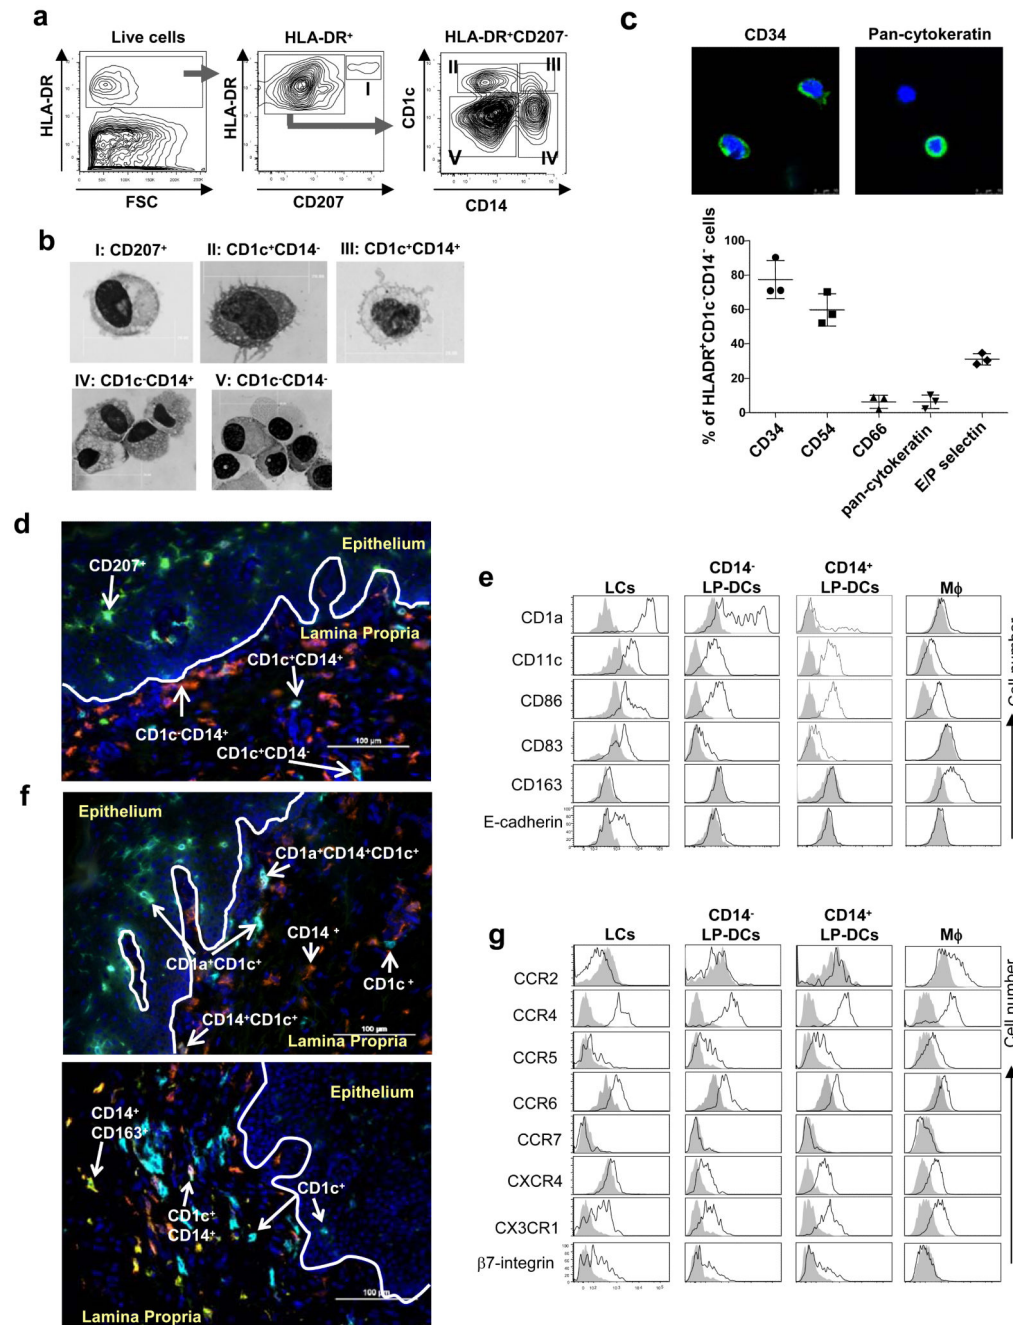 a
Live cells
HLA-DR⁺
HLA-DR⁺CD207⁻
HLA-DR
FSC
HLA-DR
I
CD207
CD1c
II
III
V
IV
CD14
b
I: CD207⁺
II: CD1c⁺CD14⁻
III: CD1c⁺CD14⁺
IV: CD1c⁻CD14⁺
V: CD1c⁻CD14⁻
c
CD34
Pan-cytokeratin
% of HLADR⁺CD1c⁻CD14⁻ cells
100
80
60
40
20
0
CD34
CD54
CD66
pan-cytokeratin
E/P selectin
d
Epithelium
CD207⁺
Lamina Propria
CD1c⁺CD14⁺
CD1c⁻CD14⁺
CD1c⁺CD14⁻
100 µm
e
LCs
CD14⁻
LP-DCs
CD14⁺
LP-DCs
Mϕ
CD1a
CD11c
CD86
CD83
CD163
E-cadherin
Cell number
f
Epithelium
CD1a⁺CD14⁺CD1c⁺
CD14 ⁺
CD1a⁺CD1c⁺
CD1c ⁺
CD14⁺CD1c⁺
100 µm
Lamina Propria
Epithelium
CD14⁺
CD163⁺
CD1c⁺
CD1c⁺
CD14⁺
100 µm
Lamina Propria
g
LCs
CD14⁻
LP-DCs
CD14⁺
LP-DCs
Mϕ
CCR2
CCR4
CCR5
CCR6
CCR7
CXCR4
CX3CR1
β7-integrin
Cell number